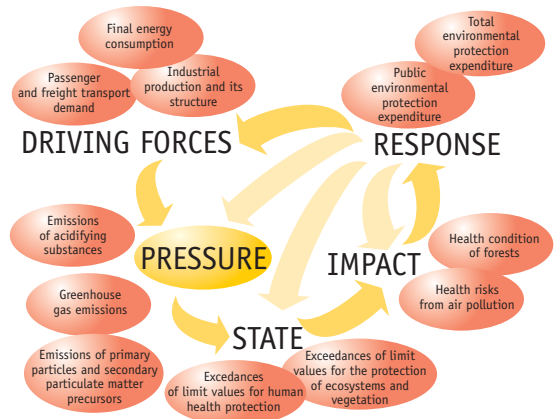 Final energy
consumption
Passenger
and freight transport
demand
Industrial
production and its
structure
DRIVING FORCES
Total
environmental
protection
expenditure
Public
environmental
protection
expenditure
RESPONSE
Emissions
of acidifying
substances
PRESSURE
Greenhouse
gas emissions
Emissions of primary
particles and secondary
particulate matter
precursors
IMPACT
Health condition
of forests
Health risks
from air pollution
STATE
Excedances
of limit values for human
health protection
Exceedances of limit
values for the protection
of ecosystems and
vegetation